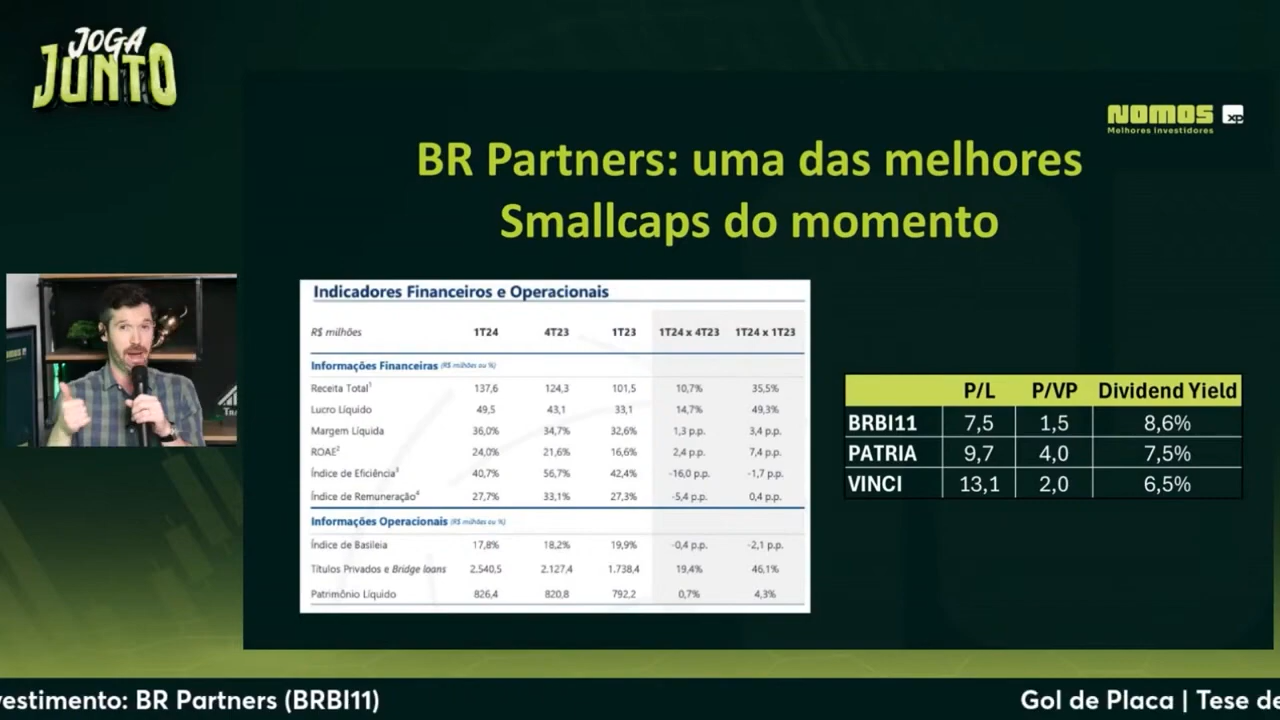 JOGA
JUNTO
NOMOS xp
Melhores Investidores
BR Partners: uma das melhores
Smallcaps do momento
Indicadores Financeiros e Operacionais
R$ milhões 1T24 4T23 1T23 1T24 x 4T23 1T24 x 1T23
Informações Financeiras (R$ milhões ou %)
Receita Total¹ 137,6 124,3 101,5 10,7% 35,5%
Lucro Líquido 49,5 43,1 33,1 14,7% 49,3%
Margem Líquida 36,0% 34,7% 32,6% 1,3 p.p. 3,4 p.p.
ROAE² 24,0% 21,6% 16,6% 2,4 p.p. 7,4 p.p.
Índice de Eficiência³ 40,7% 56,7% 42,4% -16,0 p.p. -1,7 p.p.
Índice de Remuneração⁴ 27,7% 33,1% 27,3% -5,4 p.p. 0,4 p.p.
Informações Operacionais (R$ milhões ou %)
Índice de Basileia 17,8% 18,2% 19,9% -0,4 p.p. -2,1 p.p.
Títulos Privados e Bridge loans 2.540,5 2.127,4 1.738,4 19,4% 46,1%
Patrimônio Líquido 826,4 820,8 792,2 0,7% 4,3%
P/L P/VP Dividend Yield
BRBI11 7,5 1,5 8,6%
PATRIA 9,7 4,0 7,5%
VINCI 13,1 2,0 6,5%
vestimento: BR Partners (BRBI11) Gol de Placa | Tese de